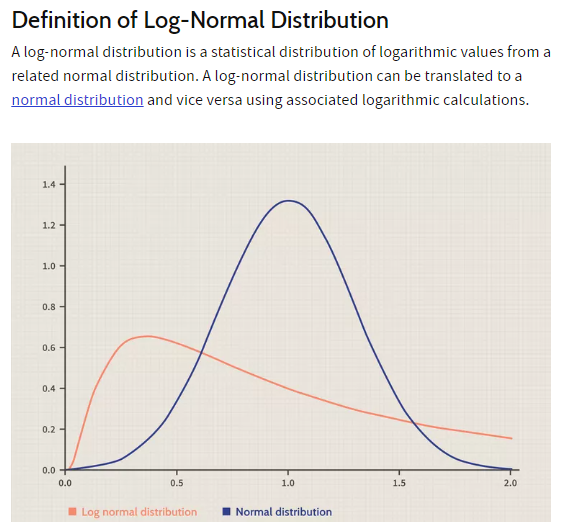 Definition of Log-Normal Distribution
A log-normal distribution is a statistical distribution of logarithmic values from a
related normal distribution. A log-normal distribution can be translated to a
normal distribution and vice versa using associated logarithmic calculations.
1.4
1.2
1.0
0.8
0.6
0.4
0.2
0.0
0.0 0.5 1.0 1.5 2.0
Log normal distribution Normal distribution